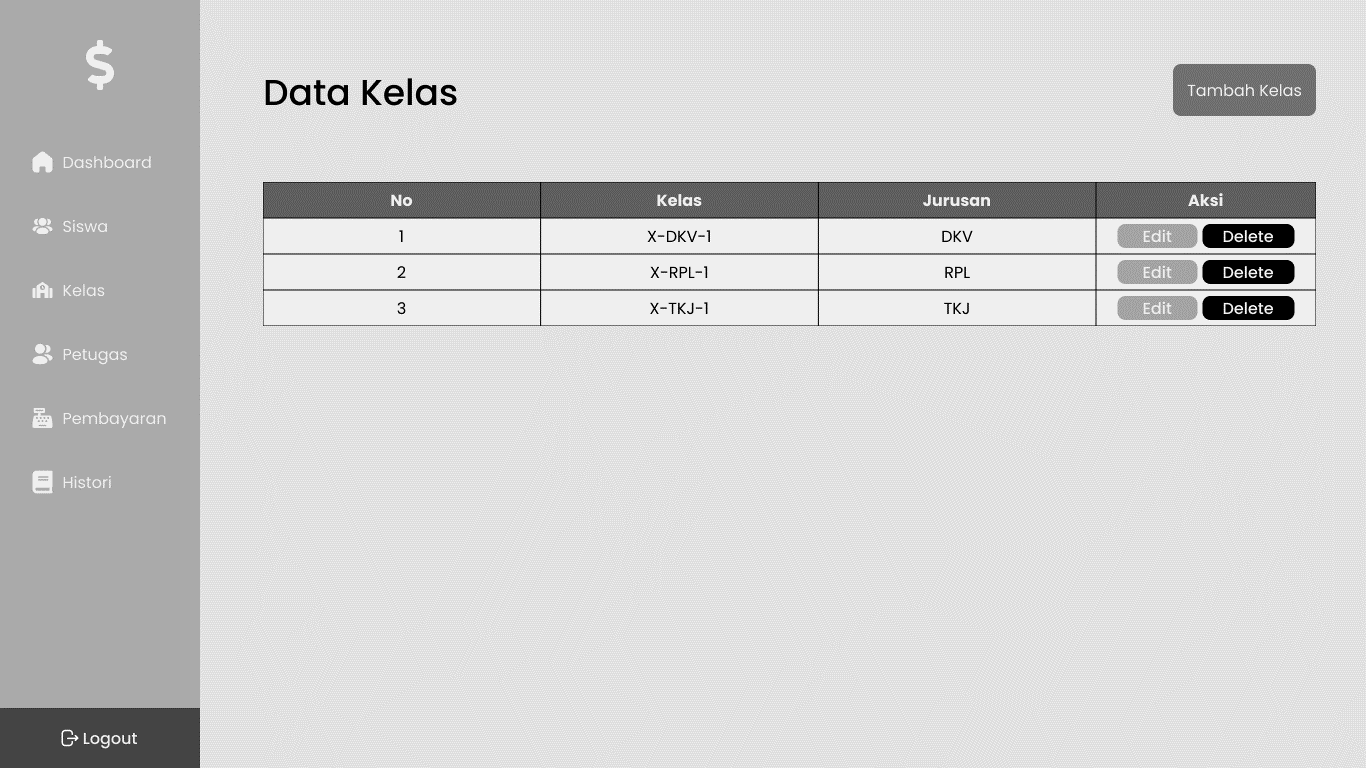 $
Dashboard
Siswa
Kelas
Petugas
Pembayaran
Histori
Logout
Data Kelas
Tambah Kelas
No Kelas Jurusan Aksi
1 X-DKV-1 DKV Edit Delete
2 X-RPL-1 RPL Edit Delete
3 X-TKJ-1 TKJ Edit Delete